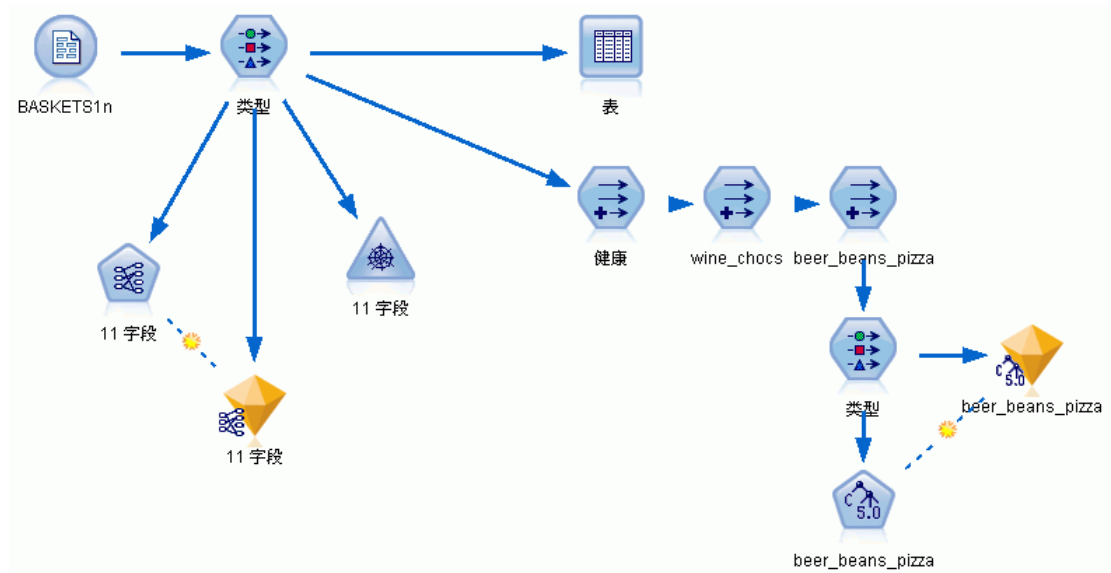 BASKETS1n
类型
表
健康
wine_chocs
beer_beans_pizza
11 字段
11 字段
11 字段
类型
C 5.0
beer_beans_pizza
C 5.0
beer_beans_pizza